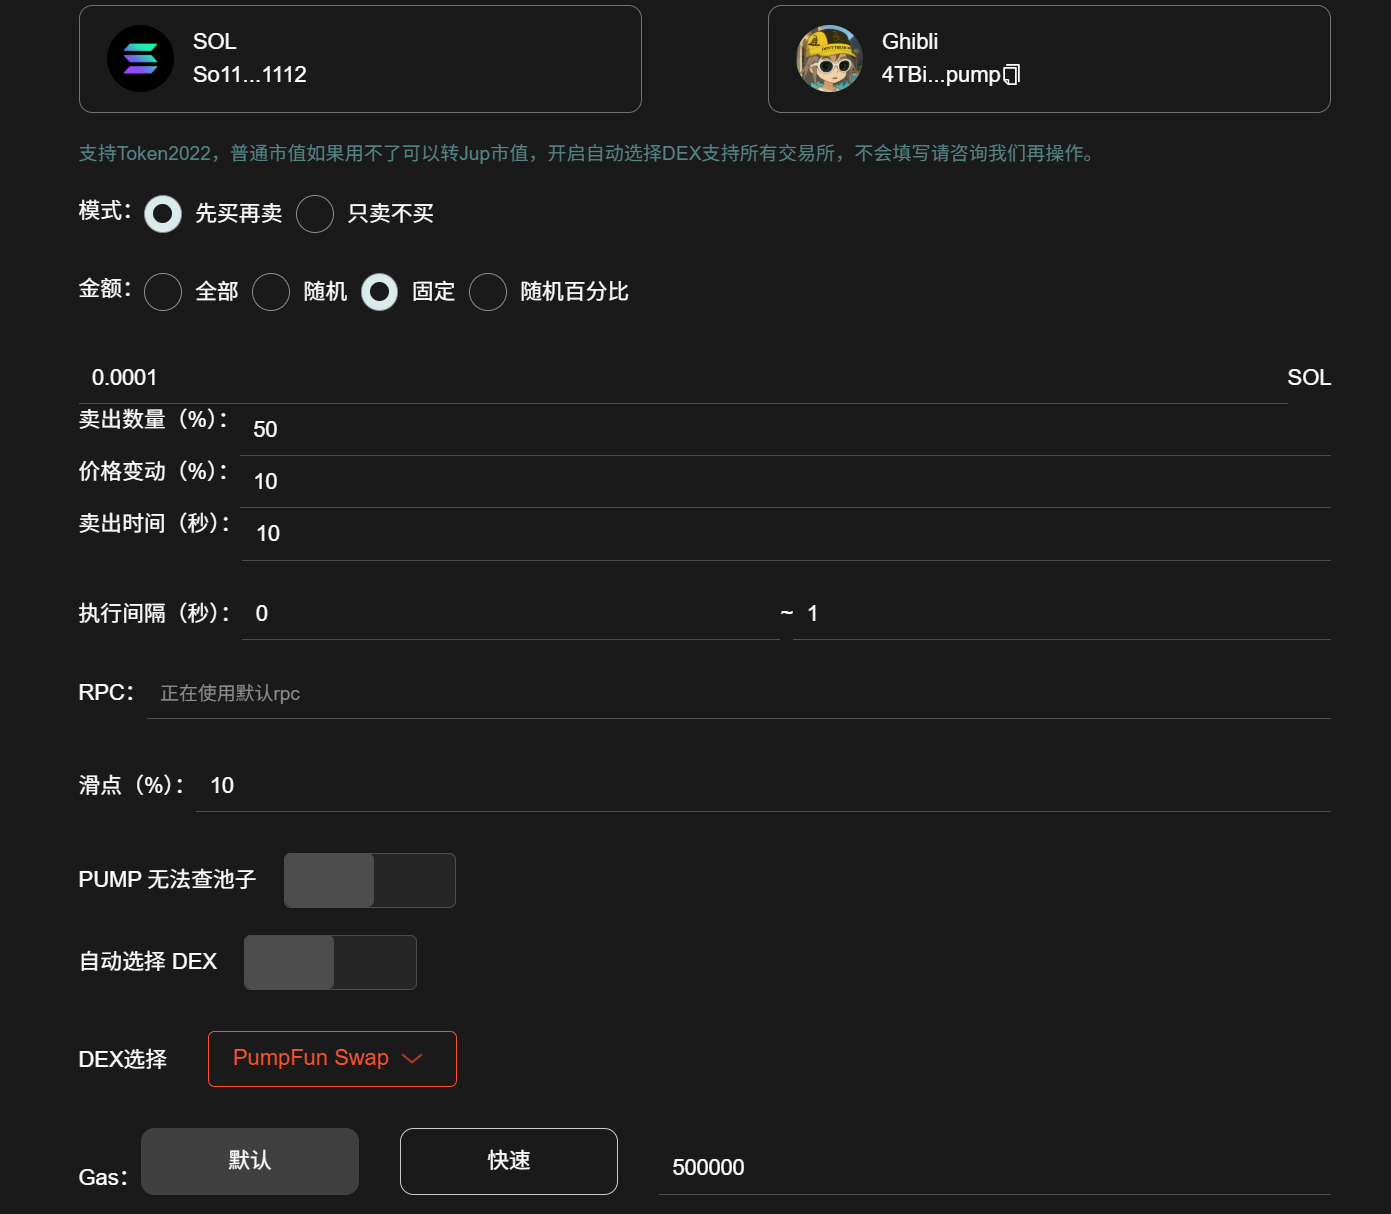 SOL
So11...1112
Ghibli
4TBi...pump
支持Token2022，普通市值如果用不了可以转Jup市值，开启自动选择DEX支持所有交易所，不会填写请咨询我们再操作。
模式： 先买再卖 只卖不买
金额： 全部 随机 固定 随机百分比
0.0001 SOL
卖出数量（%）： 50
价格变动（%）： 10
卖出时间（秒）： 10
执行间隔（秒）： 0 ~ 1
RPC： 正在使用默认rpc
滑点（%）： 10
PUMP 无法查池子
自动选择 DEX
DEX选择 PumpFun Swap
Gas： 默认 快速 500000